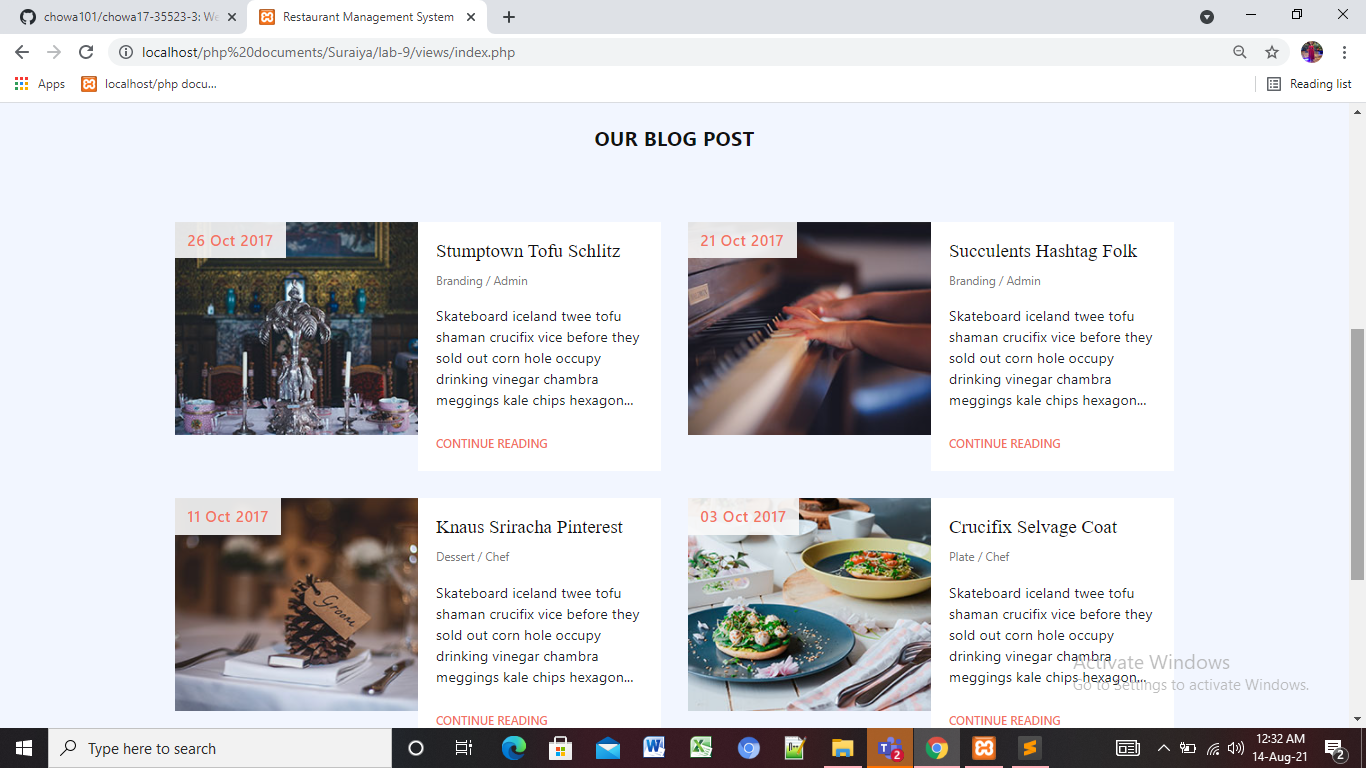 chowa101/chowa17-35523-3: We
Restaurant Management System
localhost/php%20documents/Suraiya/lab-9/views/index.php
Apps
localhost/php docu...
Reading list
OUR BLOG POST
26 Oct 2017
Stumptown Tofu Schlitz
Branding / Admin
Skateboard iceland twee tofu
shaman crucifix vice before they
sold out corn hole occupy
drinking vinegar chambra
meggings kale chips hexagon...
CONTINUE READING
21 Oct 2017
Succulents Hashtag Folk
Branding / Admin
Skateboard iceland twee tofu
shaman crucifix vice before they
sold out corn hole occupy
drinking vinegar chambra
meggings kale chips hexagon...
CONTINUE READING
11 Oct 2017
Groom
Knaus Sriracha Pinterest
Dessert / Chef
Skateboard iceland twee tofu
shaman crucifix vice before they
sold out corn hole occupy
drinking vinegar chambra
meggings kale chips hexagon...
CONTINUE READING
03 Oct 2017
Crucifix Selvage Coat
Plate / Chef
Skateboard iceland twee tofu
shaman crucifix vice before they
sold out corn hole occupy
drinking vinegar chambra
meggings kale chips hexagon...
CONTINUE READING
Activate Windows
Go to Settings to activate Windows.
Type here to search
2
12:32 AM
14-Aug-21
2